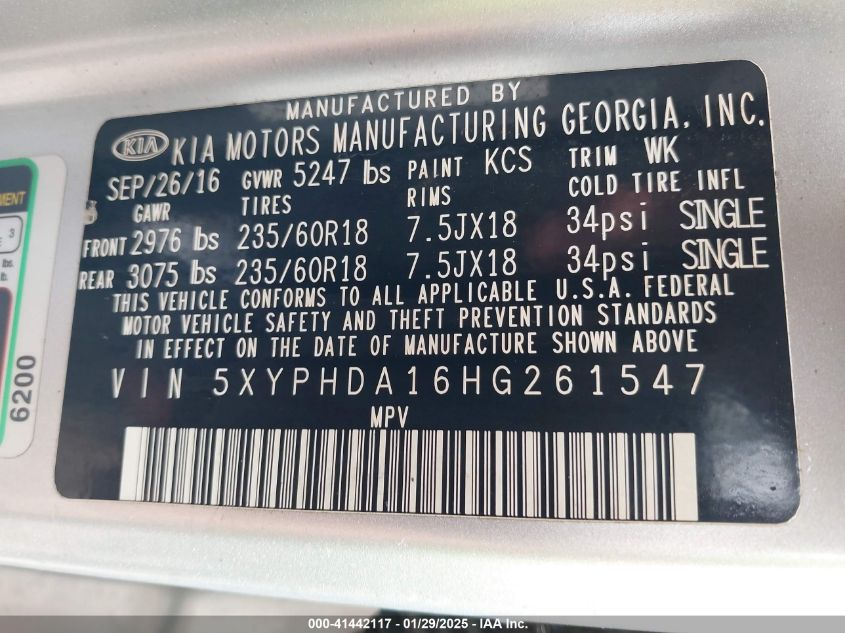 MANUFACTURED BY
KIA KIA MOTORS MANUFACTURING GEORGIA, INC.
SEP/26/16 GVWR 5247 lbs PAINT KCS TRIM WK
GAWR TIRES RIMS COLD TIRE INFL
FRONT 2976 lbs 235/60R18 7.5JX18 34psi SINGLE
REAR 3075 lbs 235/60R18 7.5JX18 34psi SINGLE
THIS VEHICLE CONFORMS TO ALL APPLICABLE U.S.A. FEDERAL
MOTOR VEHICLE SAFETY AND THEFT PREVENTION STANDARDS
IN EFFECT ON THE DATE OF MANUFACTURE SHOWN ABOVE
VIN 5XYPHDA16HG261547
MPV
3
lbs.
6200
000-41442117 - 01/29/2025 - IAA Inc.